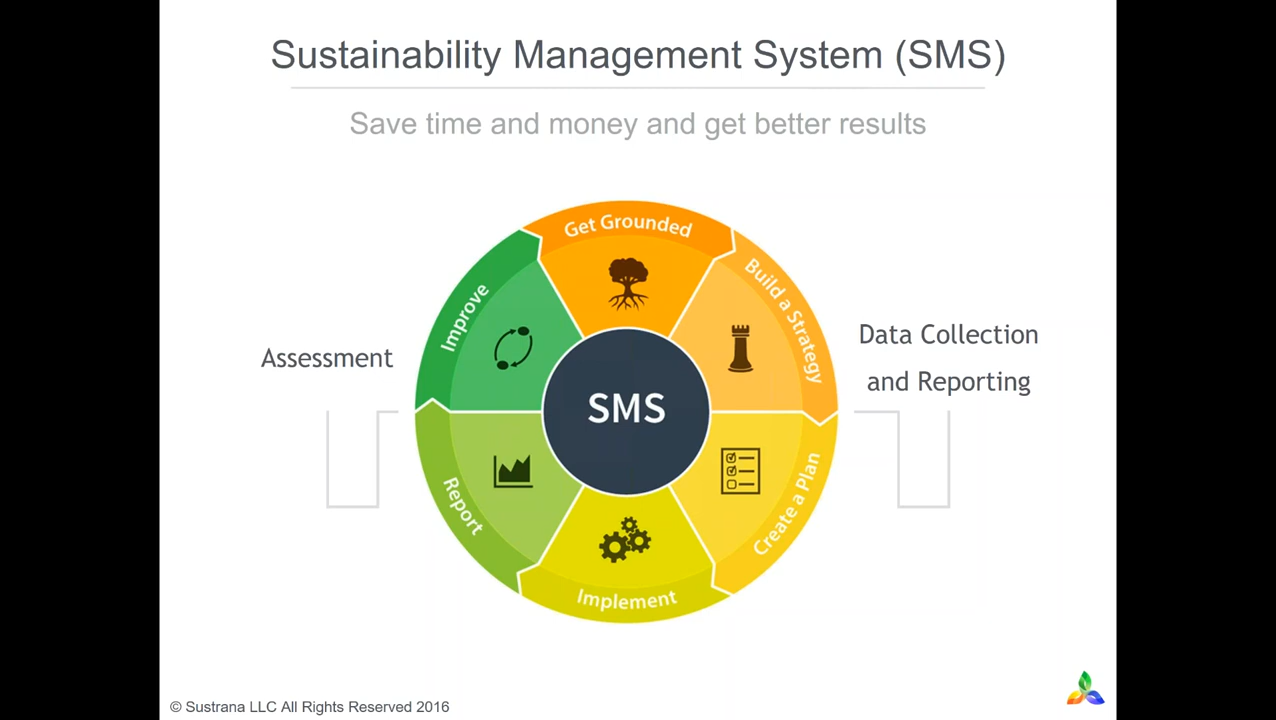 Sustainability Management System (SMS)
Save time and money and get better results
Get Grounded
Build a Strategy
Create a Plan
Implement
Report
Improve
SMS
Assessment
Data Collection
and Reporting
© Sustrana LLC All Rights Reserved 2016